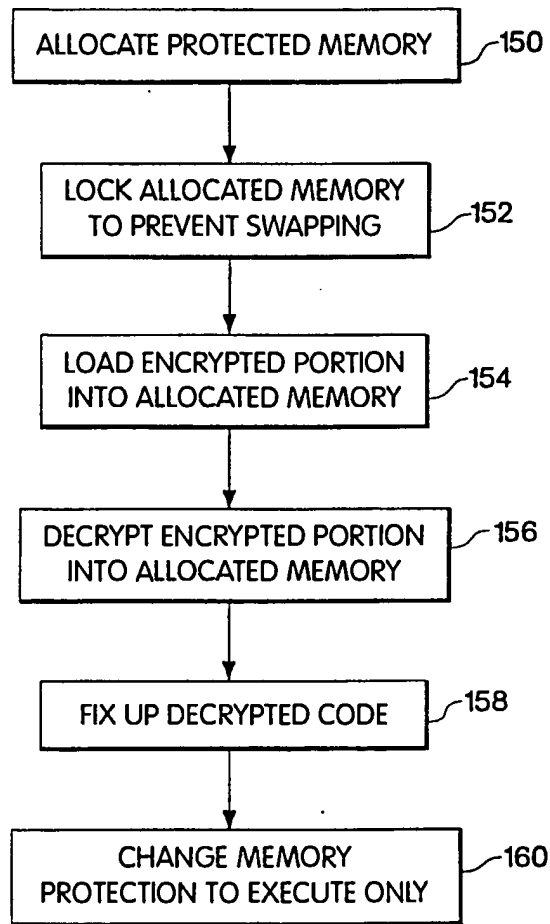 ALLOCATE PROTECTED MEMORY
150
LOCK ALLOCATED MEMORY
TO PREVENT SWAPPING
152
LOAD ENCRYPTED PORTION
INTO ALLOCATED MEMORY
154
DECRYPT ENCRYPTED PORTION
INTO ALLOCATED MEMORY
156
FIX UP DECRYPTED CODE
158
CHANGE MEMORY
PROTECTION TO EXECUTE ONLY
160